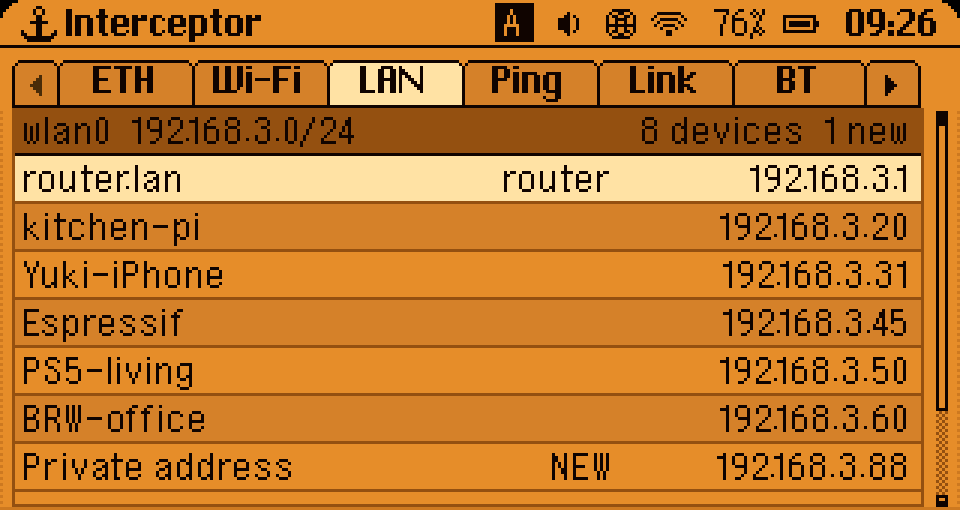 Interceptor A 76% 09:26
ETH Wi-Fi LAN Ping Link BT
wlan0 192.168.3.0/24 8 devices 1 new
router.lan router 192.168.3.1
kitchen-pi 192.168.3.20
Yuki-iPhone 192.168.3.31
Espressif 192.168.3.45
PS5-living 192.168.3.50
BRW-office 192.168.3.60
Private address NEW 192.168.3.88